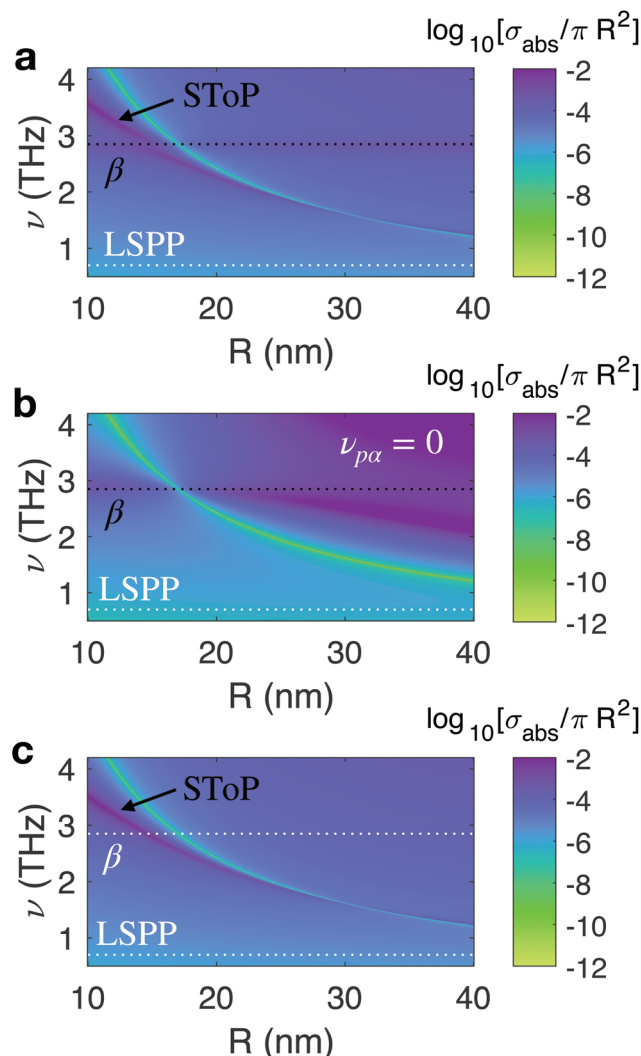 a
log₁₀[σ_abs/π R²]
SToP
β
LSPP
ν (THz)
4
3
2
1
10 20 30 40
R (nm)
-2
-4
-6
-8
-10
-12
b
log₁₀[σ_abs/π R²]
ν_pα = 0
β
LSPP
ν (THz)
4
3
2
1
10 20 30 40
R (nm)
-2
-4
-6
-8
-10
-12
c
log₁₀[σ_abs/π R²]
SToP
β
LSPP
ν (THz)
4
3
2
1
10 20 30 40
R (nm)
-2
-4
-6
-8
-10
-12